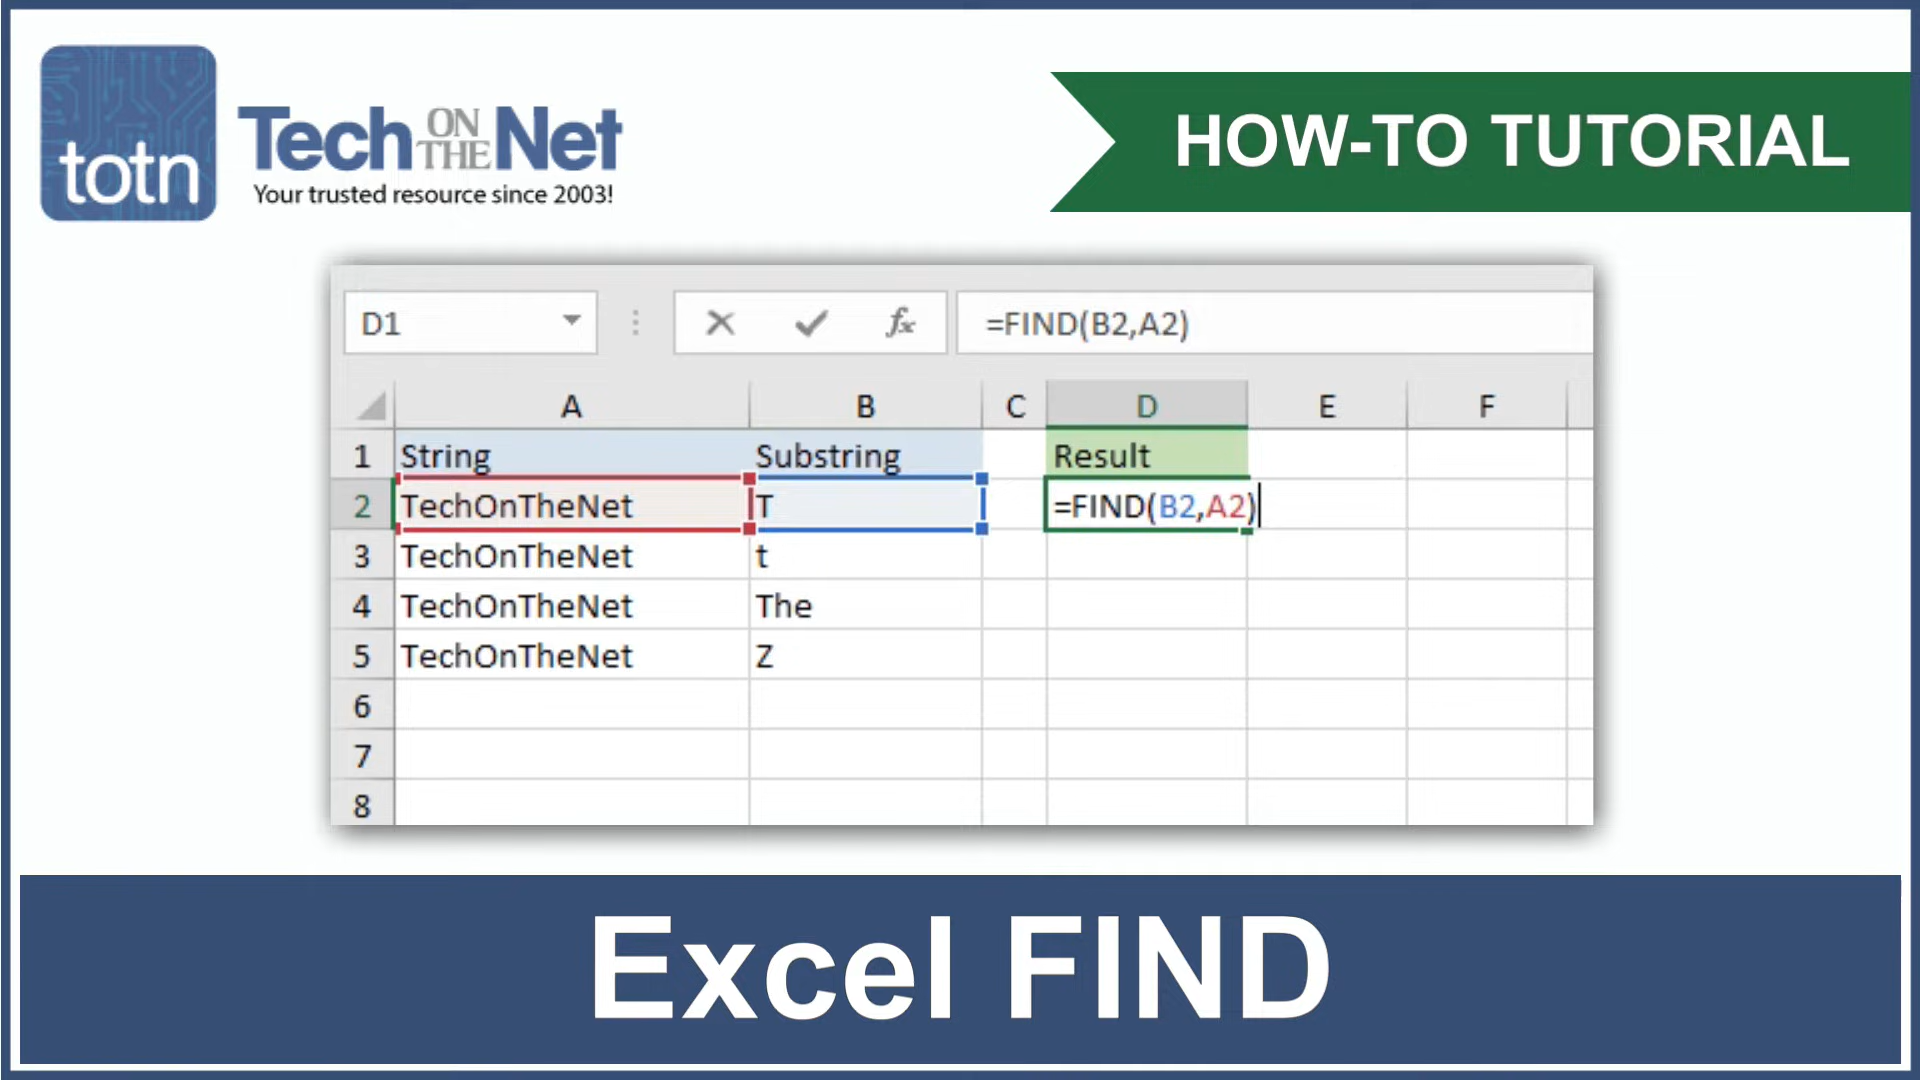 totn
Tech ON THE Net
Your trusted resource since 2003!
HOW-TO TUTORIAL
D1 fx =FIND(B2,A2)
A B C D E F
1 String Substring Result
2 TechOnTheNet T =FIND(B2,A2)
3 TechOnTheNet t
4 TechOnTheNet The
5 TechOnTheNet Z
6
7
8
Excel FIND